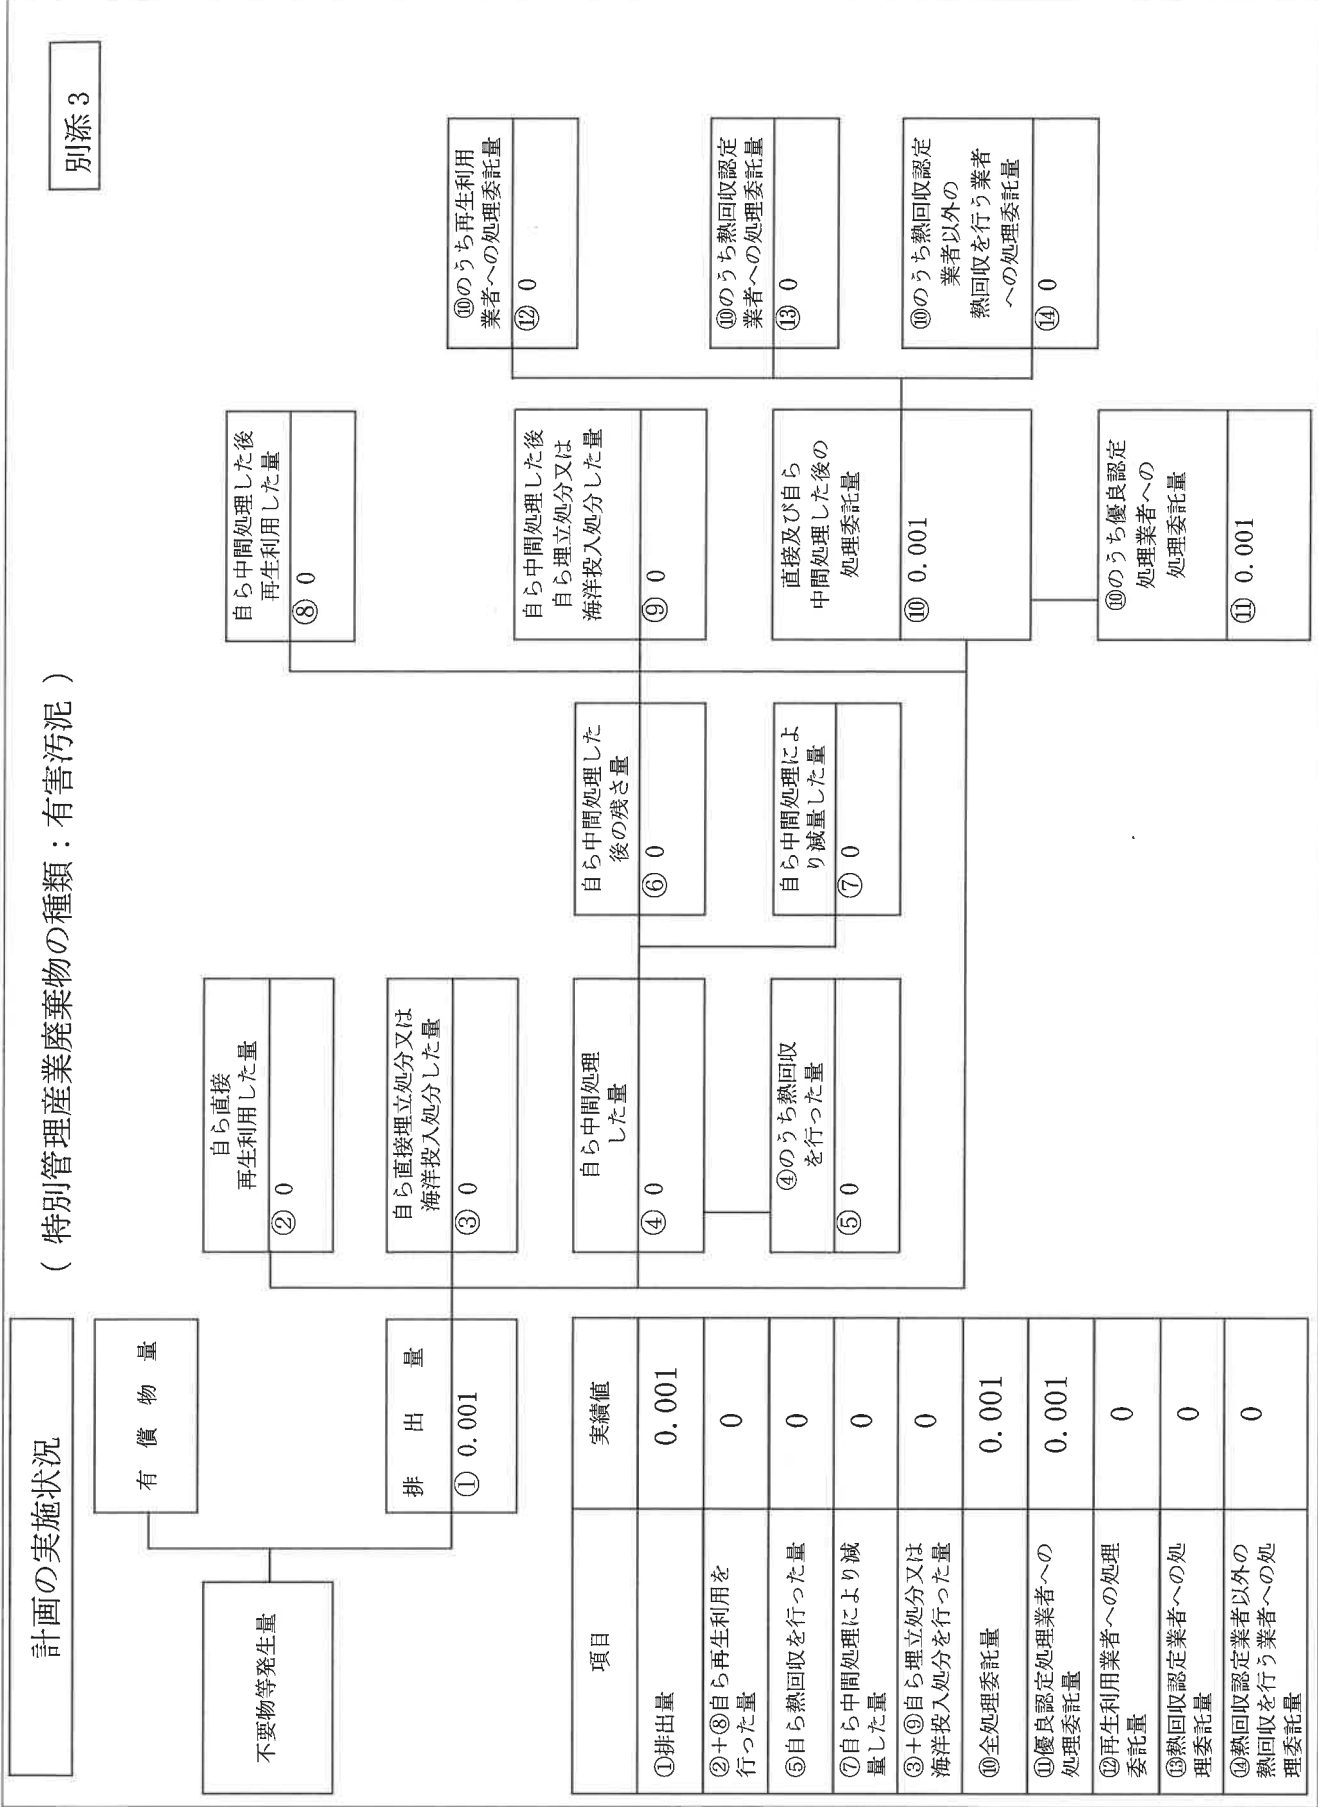 別添3
計画の実施状況
( 特別管理産業廃棄物の種類：有害汚泥 )
不要物等発生量
有償物量
排出量
① 0.001
自ら直接
再生利用した量
② 0
自ら直接埋立処分又は
海洋投入処分した量
③ 0
自ら中間処理
した量
④ 0
④のうち熱回収
を行った量
⑤ 0
自ら中間処理した
後の残さ量
⑥ 0
自ら中間処理によ
り減量した量
⑦ 0
自ら中間処理した後
再生利用した量
⑧ 0
自ら中間処理した後
自ら埋立処分又は
海洋投入処分した量
⑨ 0
直接及び自ら
中間処理した後の
処理委託量
⑩ 0.001
⑩のうち優良認定
処理業者への
処理委託量
⑪ 0.001
⑩のうち再生利用
業者への処理委託量
⑫ 0
⑩のうち熱回収認定
業者への処理委託量
⑬ 0
⑩のうち熱回収認定
業者以外の
熱回収を行う業者
への処理委託量
⑭ 0
項目 実績値
①排出量 0.001
②+⑧自ら再生利用を
行った量 0
⑤自ら熱回収を行った量 0
⑦自ら中間処理により減
量した量 0
③+⑨自ら埋立処分又は
海洋投入処分を行った量 0
⑩全処理委託量 0.001
⑪優良認定処理業者への
処理委託量 0.001
⑫再生利用業者への処理
委託量 0
⑬熱回収認定業者への処
理委託量 0
⑭熱回収認定業者以外の
熱回収を行う業者への処
理委託量 0